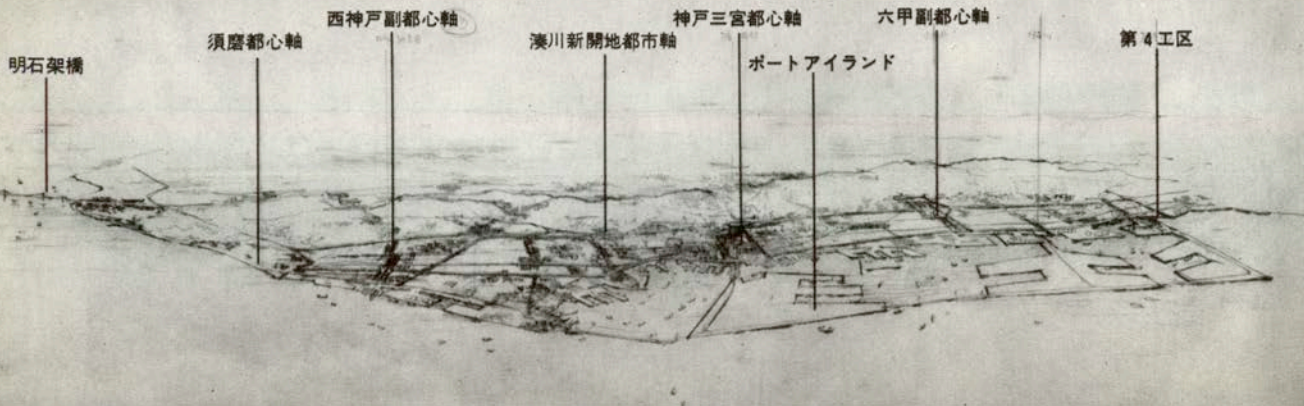 明石架橋
須磨都心軸
西神戸副都心軸
湊川新開地都市軸
神戸三宮都心軸
ポートアイランド
六甲副都心軸
第4工区